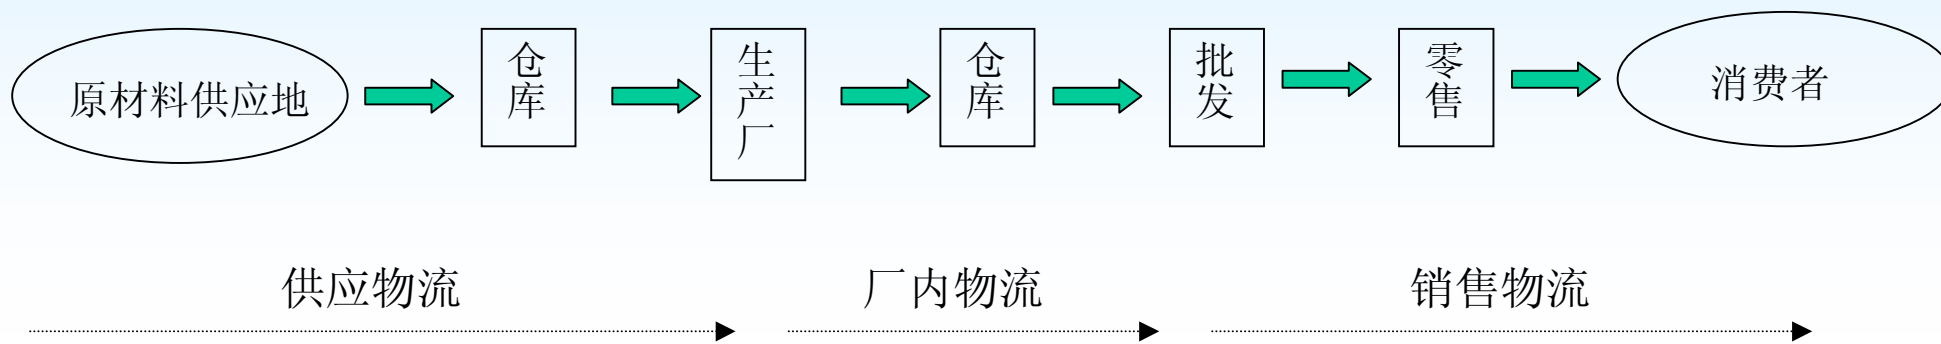 原材料供应地
仓库
生产厂
仓库
批发
零售
消费者
供应物流
厂内物流
销售物流